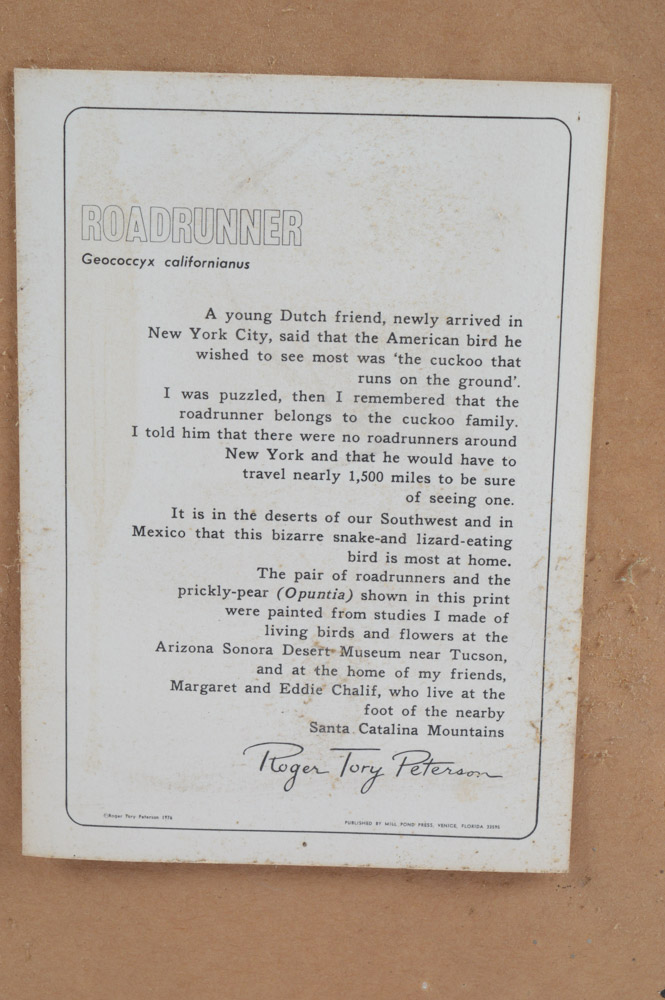 ROADRUNNER
Geococcyx californianus
A young Dutch friend, newly arrived in
New York City, said that the American bird he
wished to see most was ‘the cuckoo that
runs on the ground’.
I was puzzled, then I remembered that the
roadrunner belongs to the cuckoo family.
I told him that there were no roadrunners around
New York and that he would have to
travel nearly 1,500 miles to be sure
of seeing one.
It is in the deserts of our Southwest and in
Mexico that this bizarre snake-and lizard-eating
bird is most at home.
The pair of roadrunners and the
prickly-pear (Opuntia) shown in this print
were painted from studies I made of
living birds and flowers at the
Arizona Sonora Desert Museum near Tucson,
and at the home of my friends,
Margaret and Eddie Chalif, who live at the
foot of the nearby
Santa Catalina Mountains
Roger Tory Peterson
©Roger Tory Peterson 1976
PUBLISHED BY MILL POND PRESS, VENICE, FLORIDA 33595